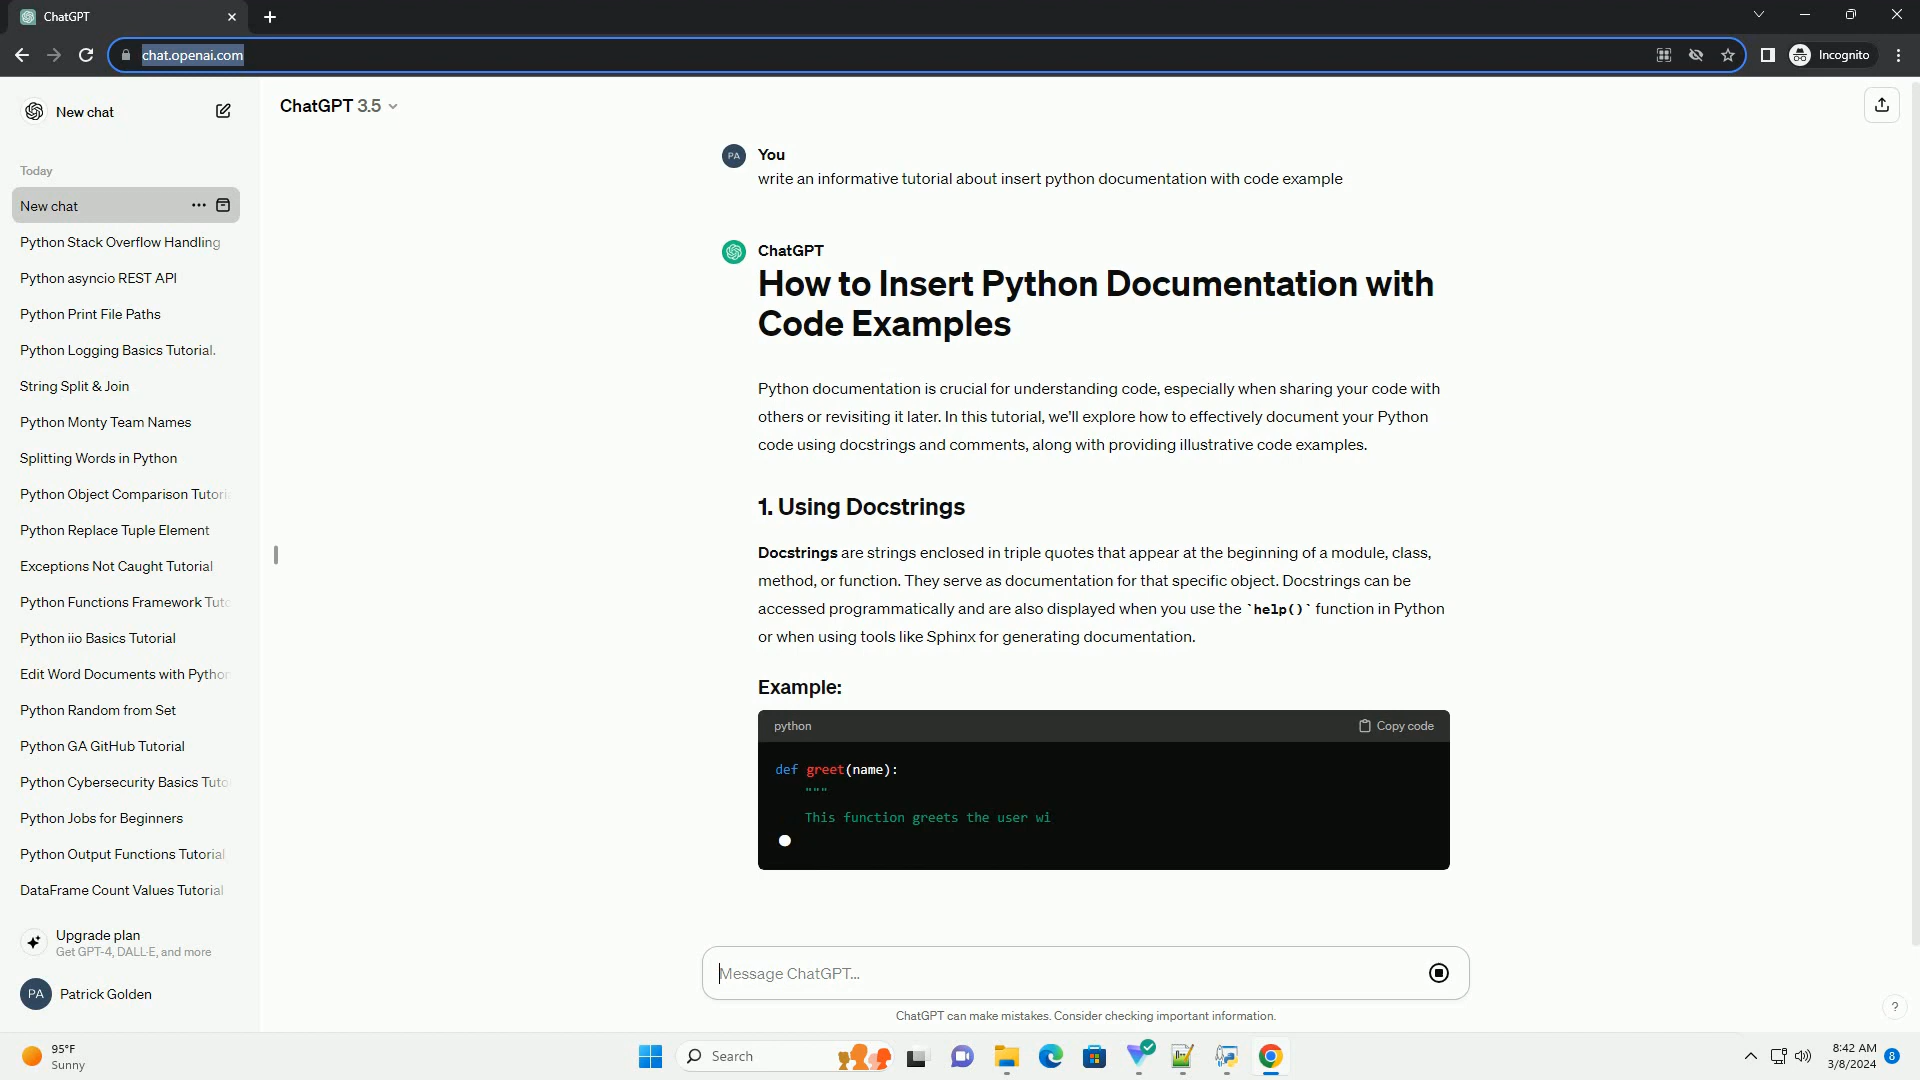 ChatGPT
chat.openai.com
Incognito
New chat
Today
New chat
Python Stack Overflow Handling
Python asyncio REST API
Python Print File Paths
Python Logging Basics Tutorial.
String Split & Join
Python Monty Team Names
Splitting Words in Python
Python Object Comparison Tutori
Python Replace Tuple Element
Exceptions Not Caught Tutorial
Python Functions Framework Tuto
Python iio Basics Tutorial
Edit Word Documents with Python
Python Random from Set
Python GA GitHub Tutorial
Python Cybersecurity Basics Tuto
Python Jobs for Beginners
Python Output Functions Tutorial
DataFrame Count Values Tutorial
Upgrade plan
Get GPT-4, DALL·E, and more
PA
Patrick Golden
ChatGPT 3.5
PA
You
write an informative tutorial about insert python documentation with code example
ChatGPT
How to Insert Python Documentation with
Code Examples
Python documentation is crucial for understanding code, especially when sharing your code with
others or revisiting it later. In this tutorial, we'll explore how to effectively document your Python
code using docstrings and comments, along with providing illustrative code examples.
1. Using Docstrings
Docstrings are strings enclosed in triple quotes that appear at the beginning of a module, class,
method, or function. They serve as documentation for that specific object. Docstrings can be
accessed programmatically and are also displayed when you use the `help()` function in Python
or when using tools like Sphinx for generating documentation.
Example:
python
Copy code
def greet(name):
"""
This function greets the user wi
Message ChatGPT...
ChatGPT can make mistakes. Consider checking important information.
?
95°F
Sunny
Search
8:42 AM
3/8/2024
8